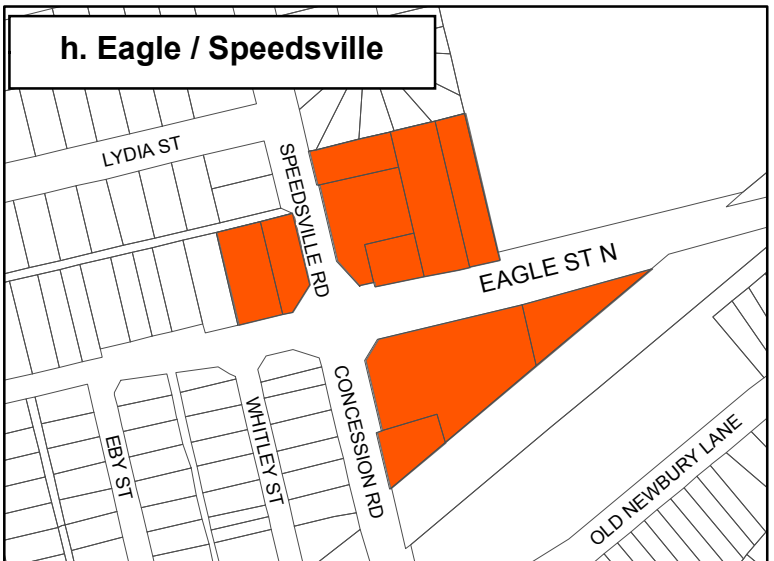 h. Eagle / Speedsville
LYDIA ST
SPEEDSVILLE RD
EAGLE ST N
CONCESSION RD
WHITLEY ST
EBY ST
OLD NEWBURY LANE